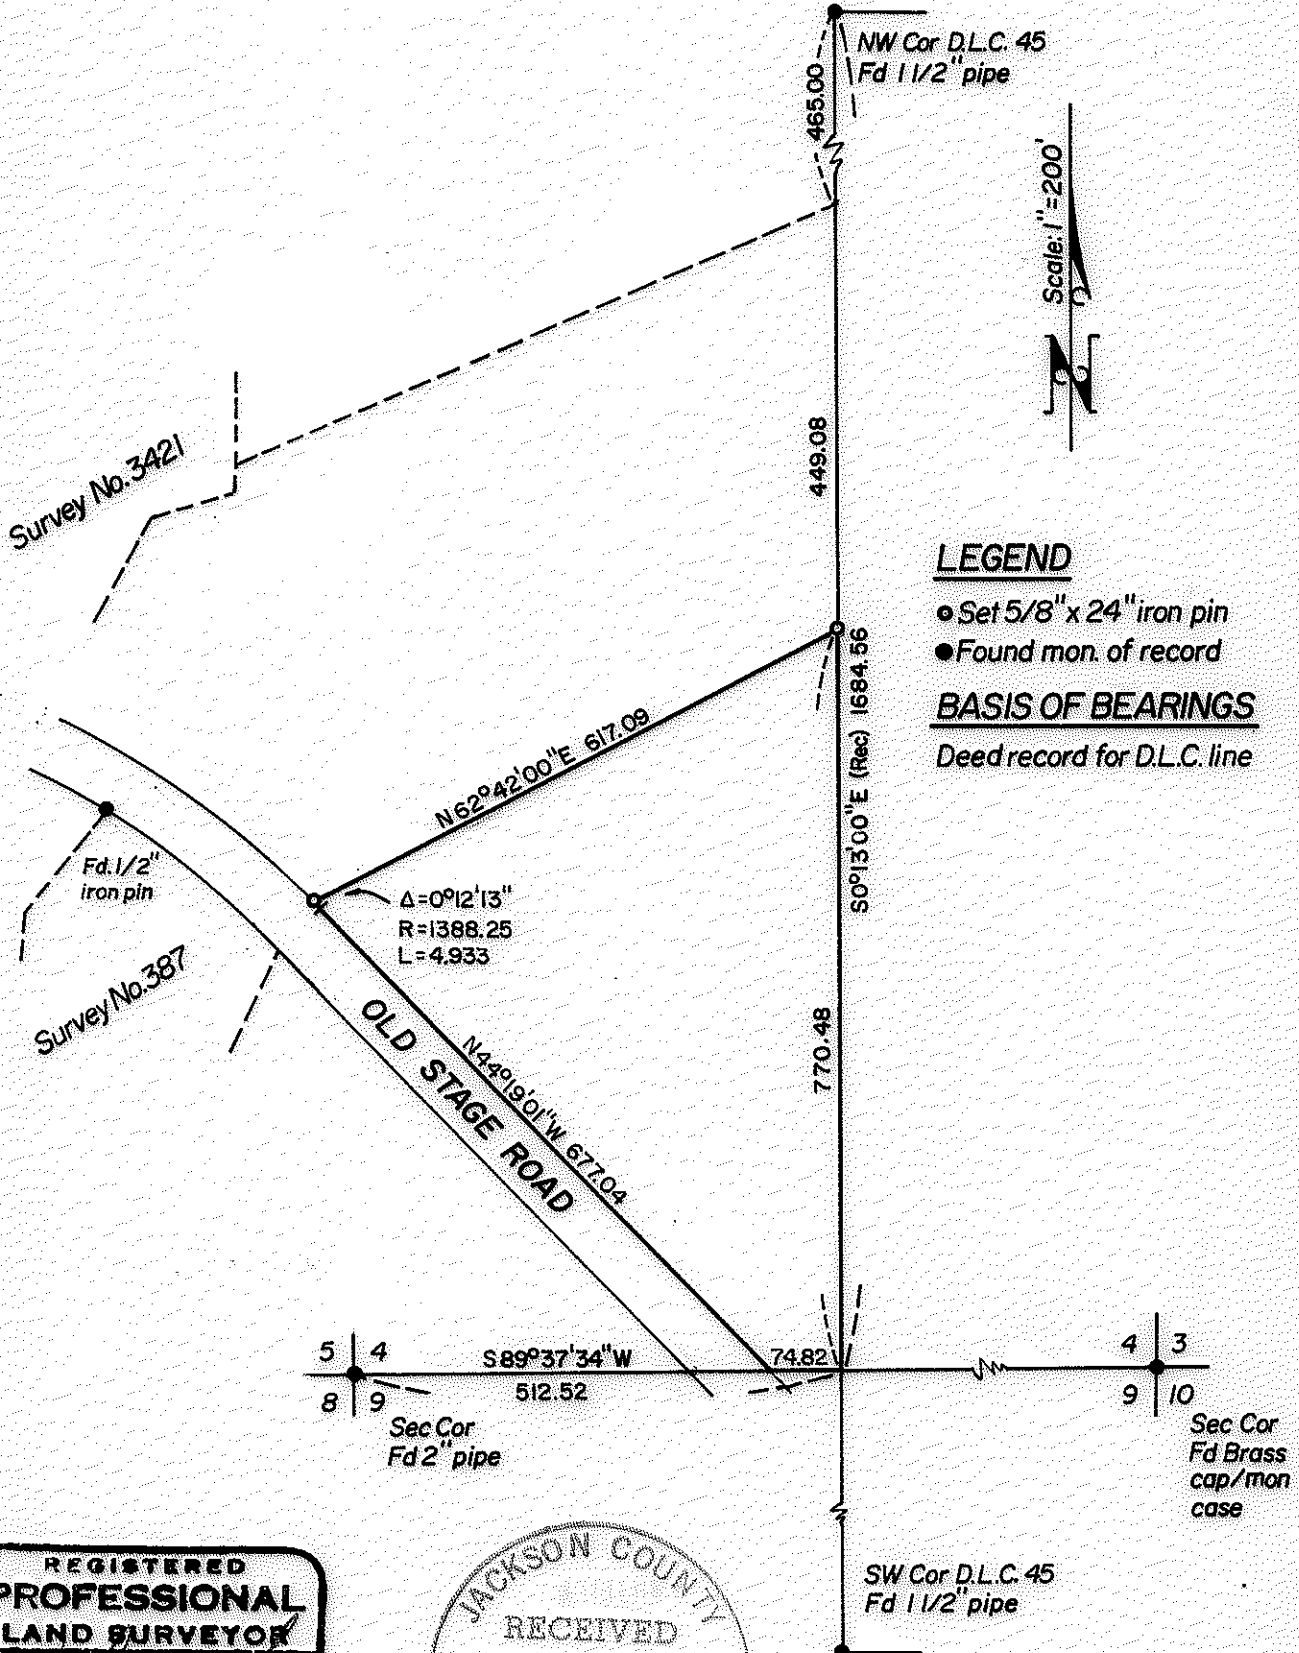 NW Cor D.L.C. 45
Fd 1 1/2" pipe
465.00
Scale: 1"=200'
N
Survey No. 3421
449.08
LEGEND
Set 5/8" x 24" iron pin
Found mon. of record
BASIS OF BEARINGS
Deed record for D.L.C. line
S0°13'00"E (Rec) 1684.56
N62°42'00"E 617.09
Fd. 1/2"
iron pin
Δ=0°12'13"
R=1388.25
L=4.933
Survey No. 387
OLD STAGE ROAD
N44°19'01"W 677.04
770.48
5 4
8 9
S89°37'34"W
512.52
74.82
4 3
9 10
Sec Cor
Fd 2" pipe
Sec Cor
Fd Brass
cap/mon
case
SW Cor D.L.C. 45
Fd 1 1/2" pipe
REGISTERED
PROFESSIONAL
LAND SURVEYOR
JACKSON COUNTY
RECEIVED